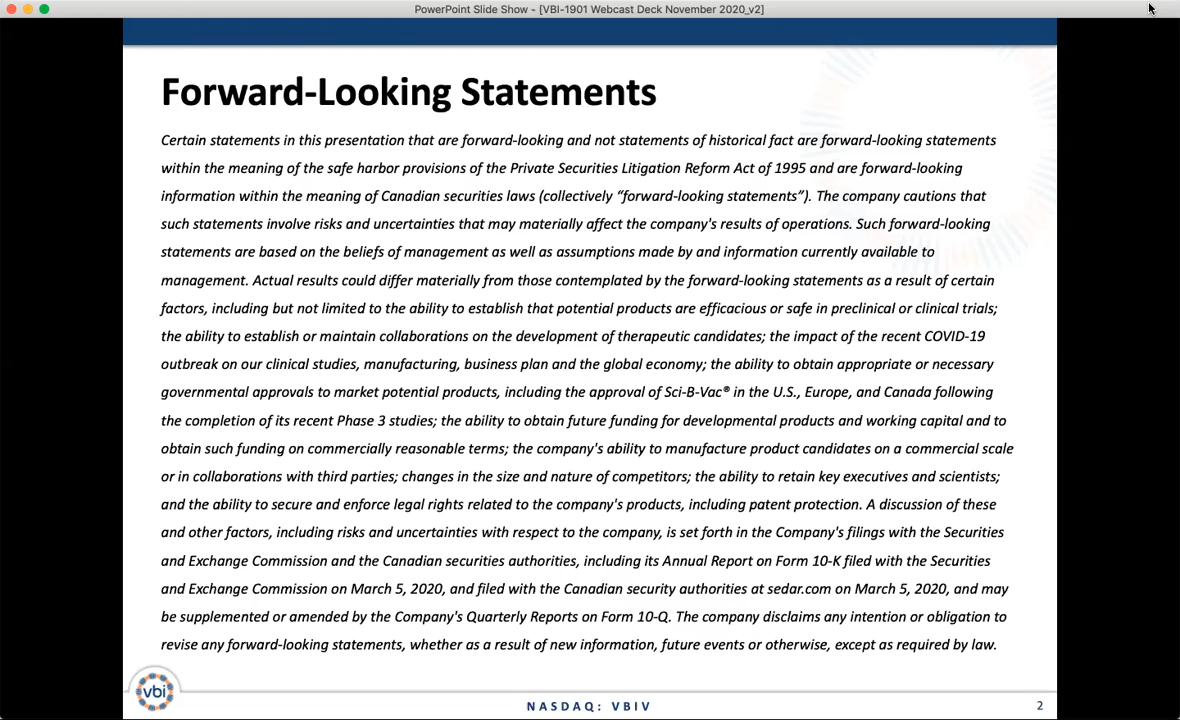 PowerPoint Slide Show - [VBI-1901 Webcast Deck November 2020_v2]
Forward-Looking Statements
Certain statements in this presentation that are forward-looking and not statements of historical fact are forward-looking statements
within the meaning of the safe harbor provisions of the Private Securities Litigation Reform Act of 1995 and are forward-looking
information within the meaning of Canadian securities laws (collectively “forward-looking statements”). The company cautions that
such statements involve risks and uncertainties that may materially affect the company's results of operations. Such forward-looking
statements are based on the beliefs of management as well as assumptions made by and information currently available to
management. Actual results could differ materially from those contemplated by the forward-looking statements as a result of certain
factors, including but not limited to the ability to establish that potential products are efficacious or safe in preclinical or clinical trials;
the ability to establish or maintain collaborations on the development of therapeutic candidates; the impact of the recent COVID-19
outbreak on our clinical studies, manufacturing, business plan and the global economy; the ability to obtain appropriate or necessary
governmental approvals to market potential products, including the approval of Sci-B-Vac® in the U.S., Europe, and Canada following
the completion of its recent Phase 3 studies; the ability to obtain future funding for developmental products and working capital and to
obtain such funding on commercially reasonable terms; the company's ability to manufacture product candidates on a commercial scale
or in collaborations with third parties; changes in the size and nature of competitors; the ability to retain key executives and scientists;
and the ability to secure and enforce legal rights related to the company's products, including patent protection. A discussion of these
and other factors, including risks and uncertainties with respect to the company, is set forth in the Company's filings with the Securities
and Exchange Commission and the Canadian securities authorities, including its Annual Report on Form 10-K filed with the Securities
and Exchange Commission on March 5, 2020, and filed with the Canadian security authorities at sedar.com on March 5, 2020, and may
be supplemented or amended by the Company's Quarterly Reports on Form 10-Q. The company disclaims any intention or obligation to
revise any forward-looking statements, whether as a result of new information, future events or otherwise, except as required by law.
vbi
NASDAQ: VBIV
2